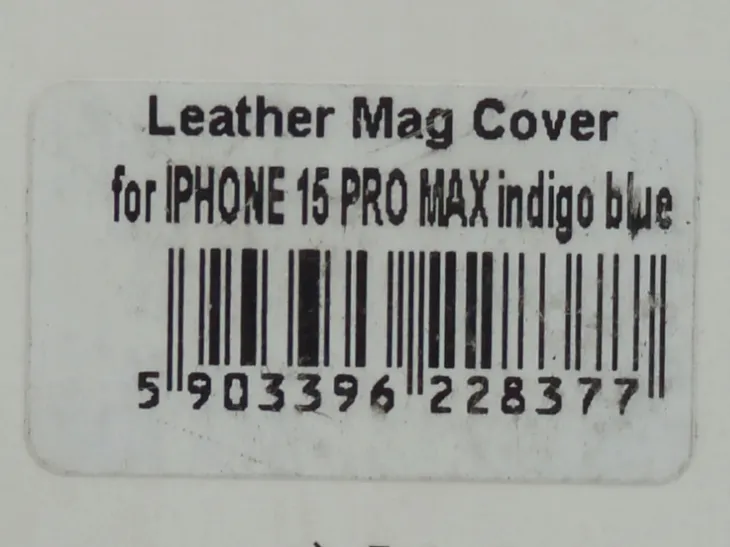 Leather Mag Cover
for IPHONE 15 PRO MAX indigo blue
5 903396 228377